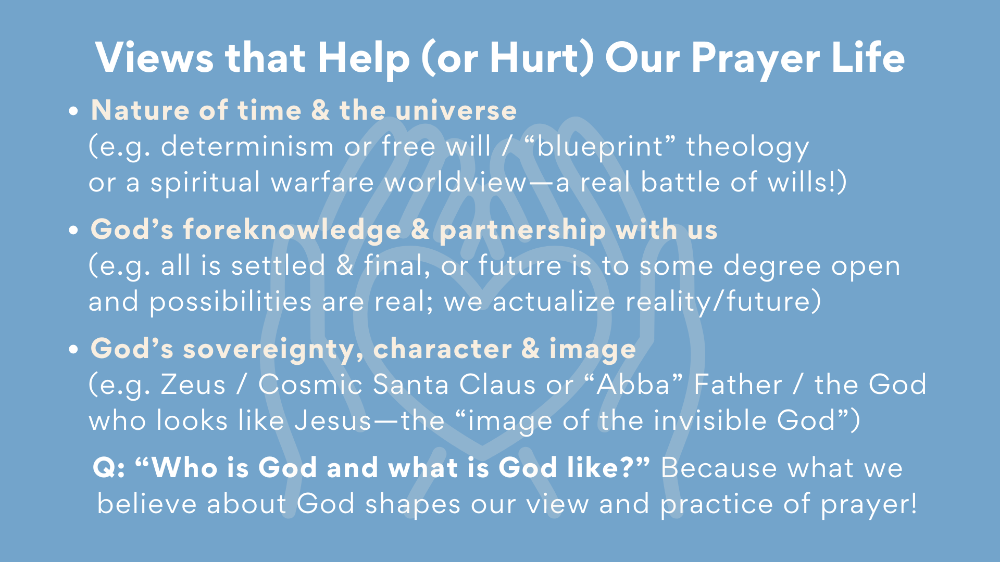 Views that Help (or Hurt) Our Prayer Life
• Nature of time & the universe
(e.g. determinism or free will / “blueprint” theology
or a spiritual warfare worldview—a real battle of wills!)
• God’s foreknowledge & partnership with us
(e.g. all is settled & final, or future is to some degree open
and possibilities are real; we actualize reality/future)
• God’s sovereignty, character & image
(e.g. Zeus / Cosmic Santa Claus or “Abba” Father / the God
who looks like Jesus—the “image of the invisible God”)
Q: “Who is God and what is God like?” Because what we
believe about God shapes our view and practice of prayer!